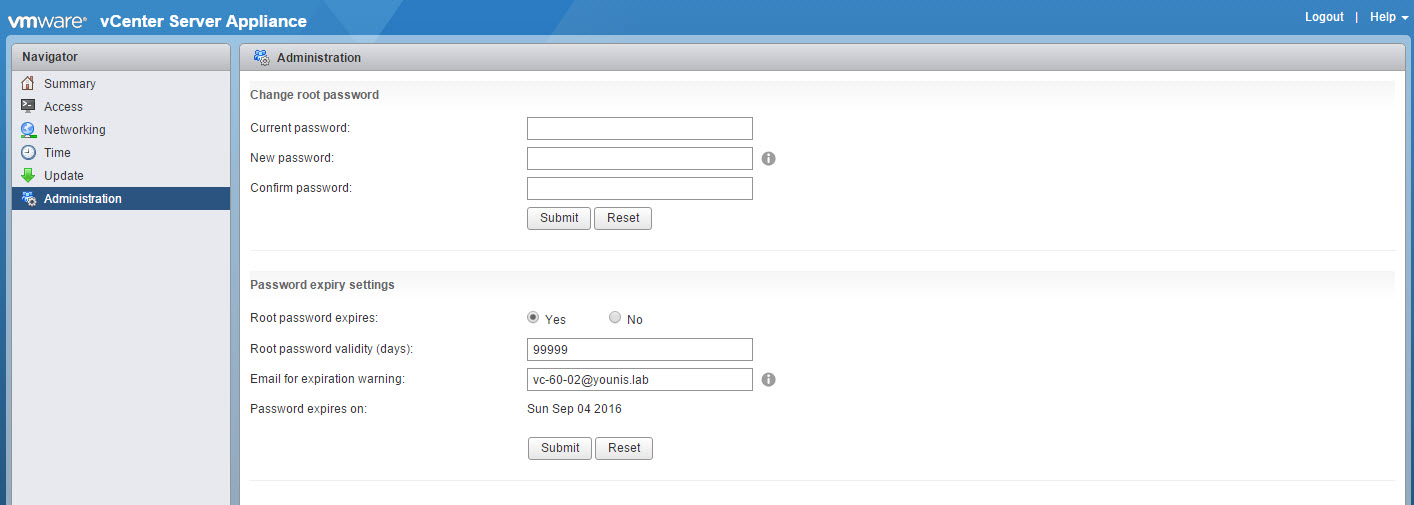 vmware® vCenter Server Appliance
Logout | Help
Navigator
Summary
Access
Networking
Time
Update
Administration
Administration
Change root password
Current password:
New password:
Confirm password:
Submit Reset
Password expiry settings
Root password expires: Yes No
Root password validity (days): 99999
Email for expiration warning: vc-60-02@younis.lab
Password expires on: Sun Sep 04 2016
Submit Reset